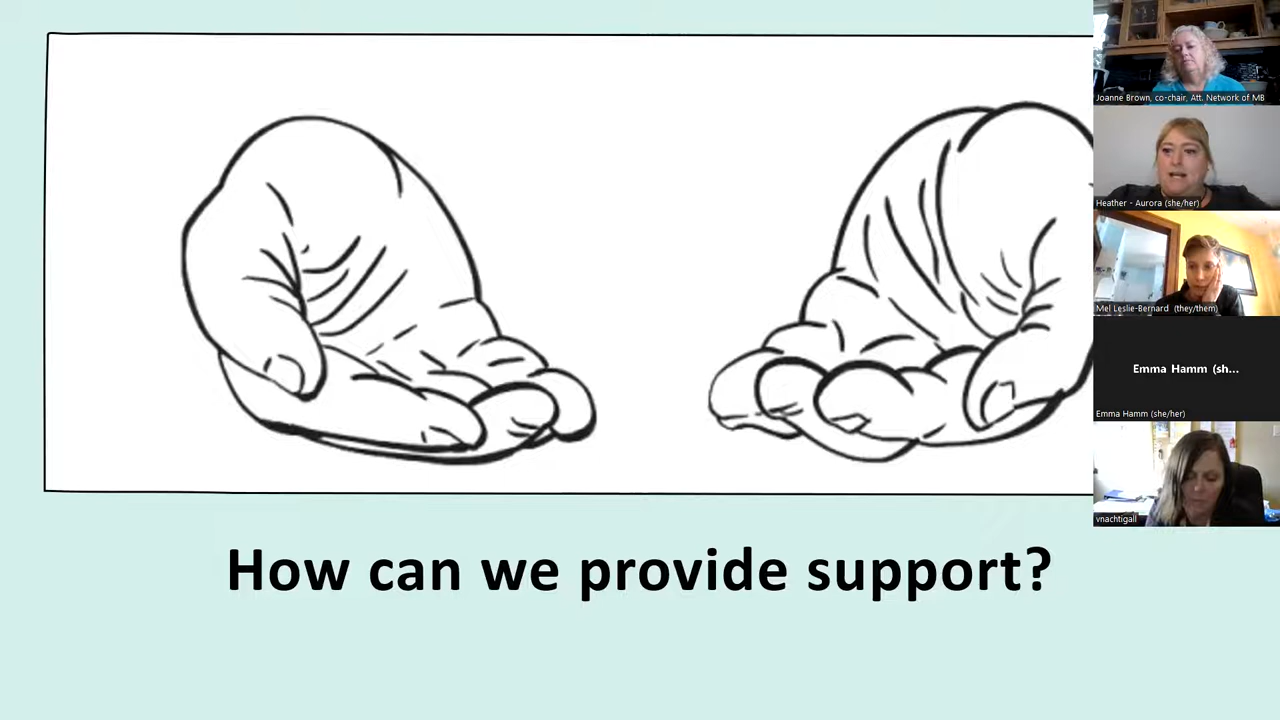 Joanne Brown, co-chair, Att. Network of MB
Heather - Aurora (she/her)
Mel Leslie-Bernard (they/them)
Emma Hamm (sh...
Emma Hamm (she/her)
vnachtigall
How can we provide support?